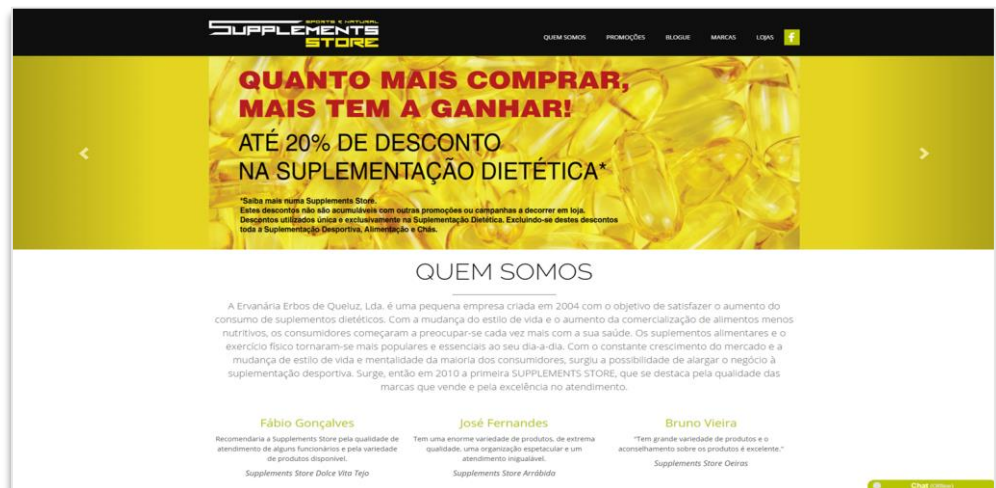 SPORTS & NATURAL
SUPPLEMENTS
STORE
QUEM SOMOS PROMOÇÕES BLOGUE MARCAS LOJAS f
QUANTO MAIS COMPRAR,
MAIS TEM A GANHAR!
ATÉ 20% DE DESCONTO
NA SUPLEMENTAÇÃO DIETÉTICA*
*Saiba mais numa Supplements Store.
Estes descontos não são acumuláveis com outras promoções ou campanhas a decorrer em loja.
Descontos utilizados única e exclusivamente na Suplementação Dietética. Excluindo-se destes descontos
toda a Suplementação Desportiva, Alimentação e Chás.
QUEM SOMOS
A Ervanária Erbos de Queluz, Lda. é uma pequena empresa criada em 2004 com o objetivo de satisfazer o aumento do
consumo de suplementos dietéticos. Com a mudança do estilo de vida e o aumento da comercialização de alimentos menos
nutritivos, os consumidores começaram a preocupar-se cada vez mais com a sua saúde. Os suplementos alimentares e o
exercício físico tornaram-se mais populares e essenciais ao seu dia-a-dia. Com o constante crescimento do mercado e a
mudança de estilo de vida e mentalidade da maioria dos consumidores, surgiu a possibilidade de alargar o negócio à
suplementação desportiva. Surge, então em 2010 a primeira SUPPLEMENTS STORE, que se destaca pela qualidade das
marcas que vende e pela excelência no atendimento.
Fábio Gonçalves
Recomendaria a Supplements Store pela qualidade de
atendimento de alguns funcionários e pela variedade
de produtos disponível.
Supplements Store Dolce Vita Tejo
José Fernandes
Tem uma enorme variedade de produtos, de extrema
qualidade, uma organização espetacular e um
atendimento inigualável.
Supplements Store Arrábida
Bruno Vieira
"Tem grande variedade de produtos e o
aconselhamento sobre os produtos é excelente."
Supplements Store Oeiras
Chat (Offline)